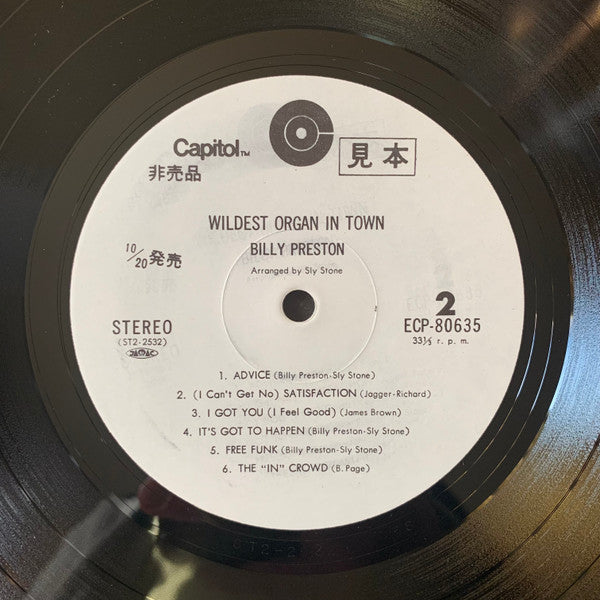 Capitol TM
見本
非売品
WILDEST ORGAN IN TOWN
BILLY PRESTON
Arranged by Sly Stone
10/20発売
2
STEREO
ECP-80635
(ST2-2532)
33⅓ r. p. m.
1. ADVICE (Billy Preston-Sly Stone)
2. (I Can't Get No) SATISFACTION (Jagger-Richard)
3. I GOT YOU (I Feel Good) (James Brown)
4. IT'S GOT TO HAPPEN (Billy Preston-Sly Stone)
5. FREE FUNK (Billy Preston-Sly Stone)
6. THE "IN" CROWD (B. Page)